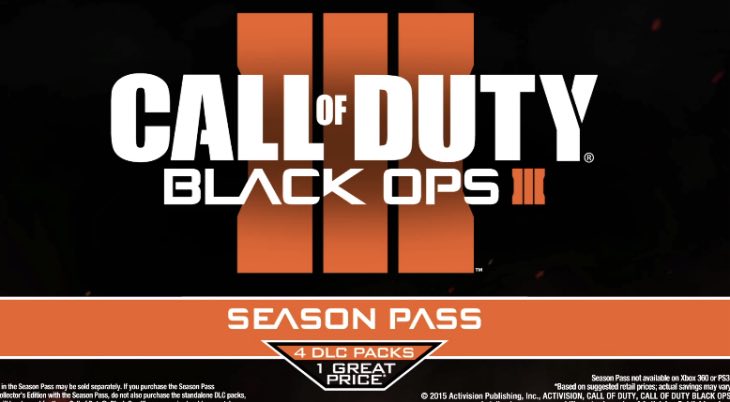 CALL OF DUTY®
BLACK OPS III
™
SEASON PASS
4 DLC PACKS
1 GREAT
PRICE*
in the Season Pass may be sold separately. If you purchase the Season Pass
ollector's Edition with the Season Pass, do not also purchase the standalone DLC packs,
Season Pass not available on Xbox 360 or PS3
*Based on suggested retail prices; actual savings may vary
© 2015 Activision Publishing, Inc., ACTIVISION, CALL OF DUTY, CALL OF DUTY BLACK OPS